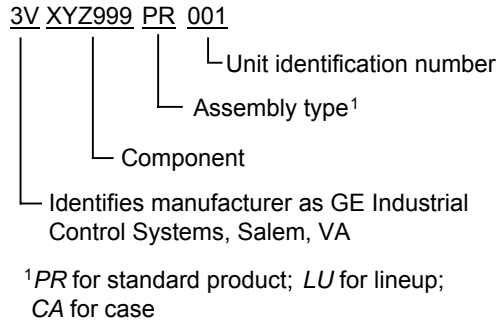 3V XYZ999 PR 001
Unit identification number
Assembly type¹
Component
Identifies manufacturer as GE Industrial
Control Systems, Salem, VA
¹PR for standard product; LU for lineup;
CA for case